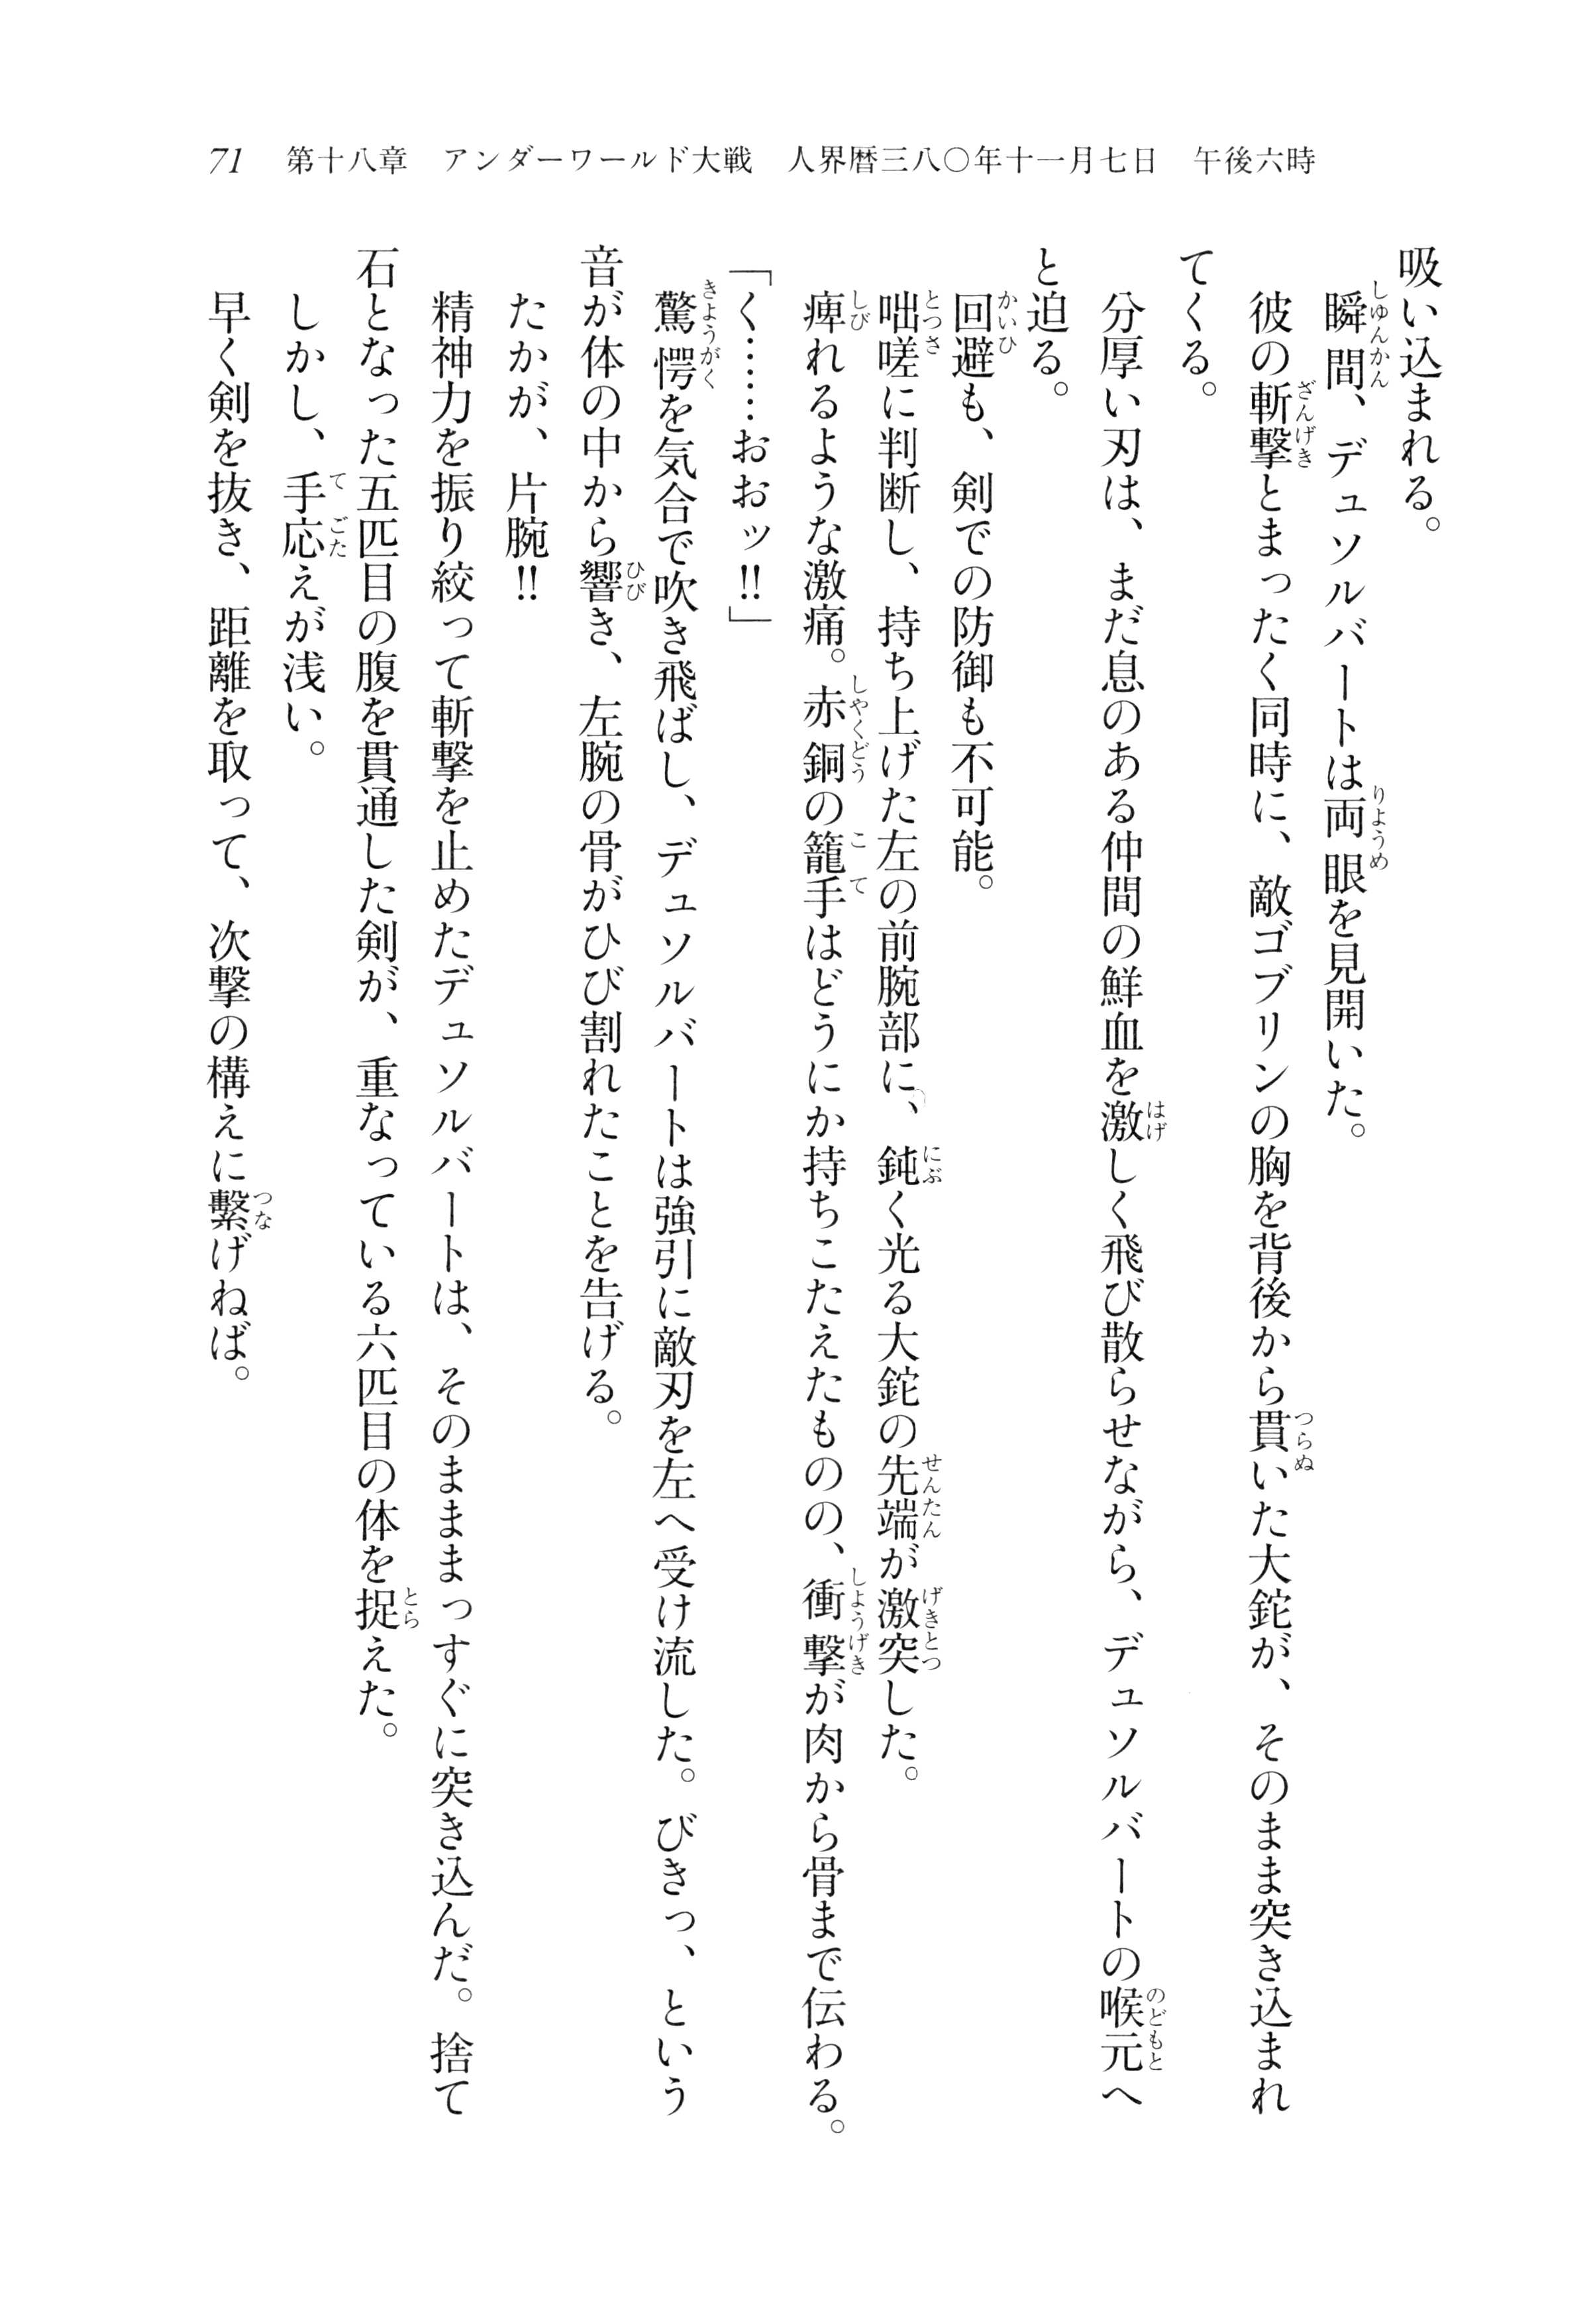 71　第十八章　アンダーワールド大戦　人界暦三八〇年十一月七日　午後六時
吸い込まれる。
　瞬間、デュソルバートは両眼を見開いた。
　彼の斬撃とまったく同時に、敵ゴブリンの胸を背後から貫いた大鉈が、そのまま突き込まれ
てくる。
　分厚い刃は、まだ息のある仲間の鮮血を激しく飛び散らせながら、デュソルバートの喉元へ
と迫る。
　回避も、剣での防御も不可能。
　咄嗟に判断し、持ち上げた左の前腕部に、鈍く光る大鉈の先端が激突した。
　痺れるような激痛。赤銅の籠手はどうにか持ちこたえたものの、衝撃が肉から骨まで伝わる。
「く……おおッ!!」
　驚愕を気合で吹き飛ばし、デュソルバートは強引に敵刃を左へ受け流した。びきっ、という
音が体の中から響き、左腕の骨がひび割れたことを告げる。
　たかが、片腕!!
　精神力を振り絞って斬撃を止めたデュソルバートは、そのまままっすぐに突き込んだ。捨て
石となった五匹目の腹を貫通した剣が、重なっている六匹目の体を捉えた。
　しかし、手応えが浅い。
　早く剣を抜き、距離を取って、次撃の構えに繋げねば。